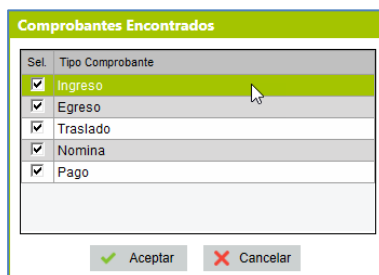 Comprobantes Encontrados
Sel. Tipo Comprobante
Ingreso
Egreso
Traslado
Nomina
Pago
Aceptar Cancelar